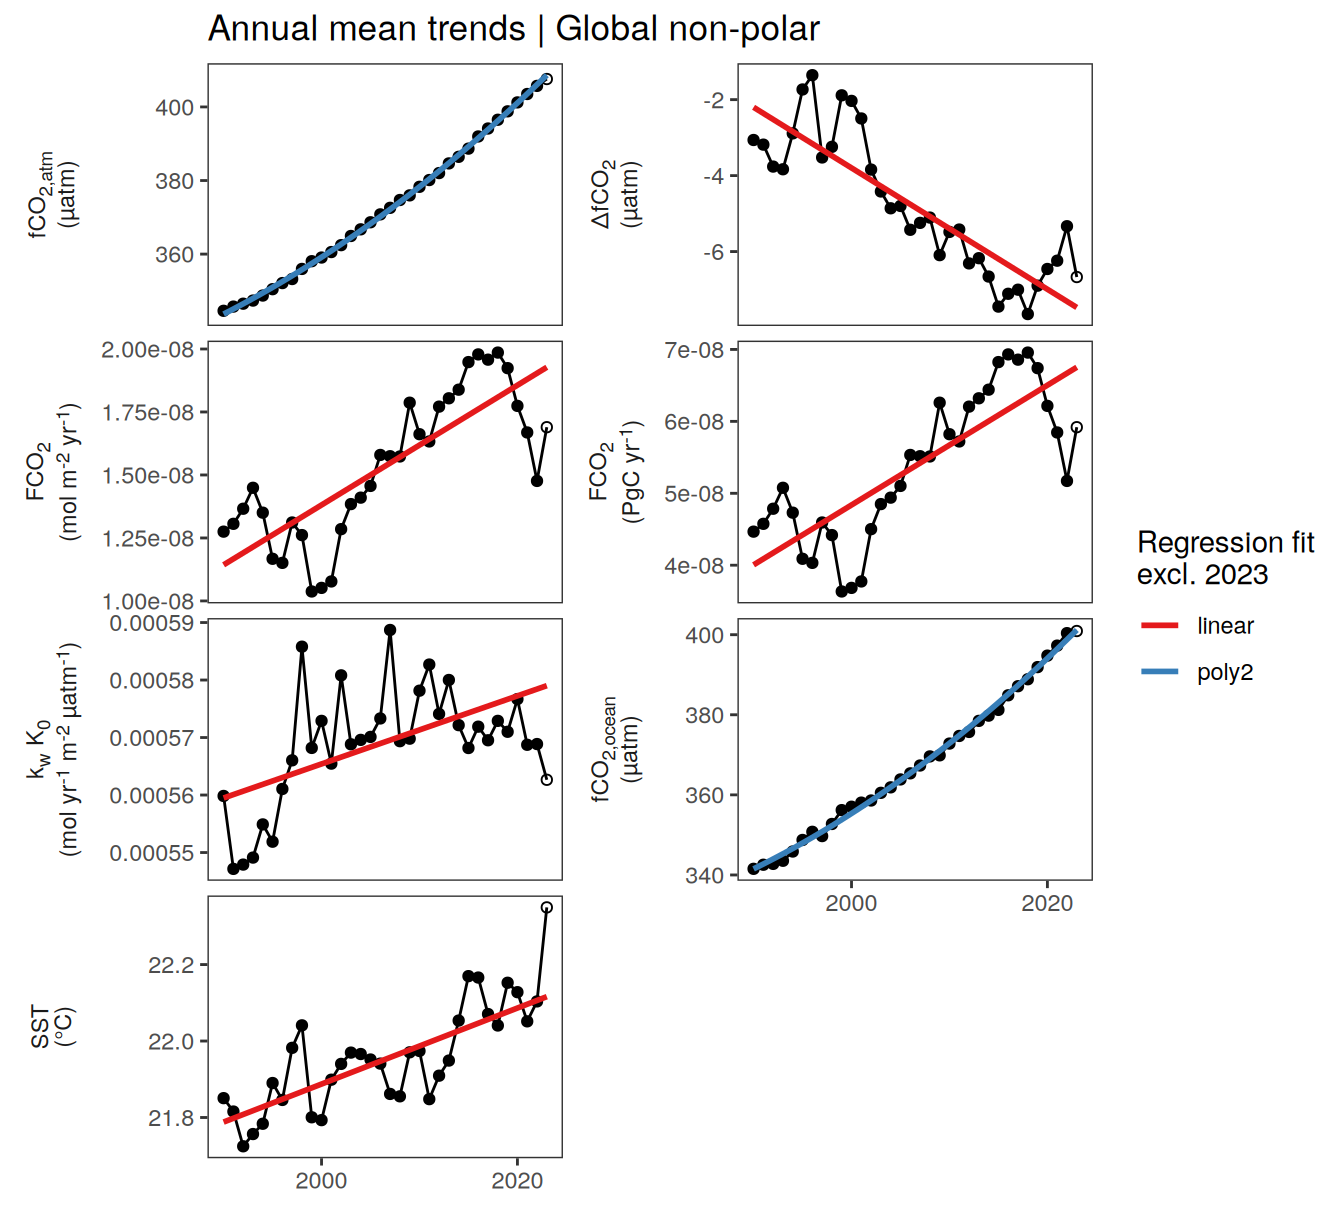 Annual mean trends | Global non-polar
fCO2,atm
(µatm)
400
380
360
ΔfCO2
(µatm)
-2
-4
-6
FCO2
(mol m-2 yr-1)
2.00e-08
1.75e-08
1.50e-08
1.25e-08
1.00e-08
FCO2
(PgC yr-1)
7e-08
6e-08
5e-08
4e-08
kw K0
(mol yr-1 m-2 µatm-1)
0.00059
0.00058
0.00057
0.00056
0.00055
fCO2,ocean
(µatm)
400
380
360
340
2000 2020
SST
(°C)
22.2
22.0
21.8
2000 2020
Regression fit
excl. 2023
linear
poly2